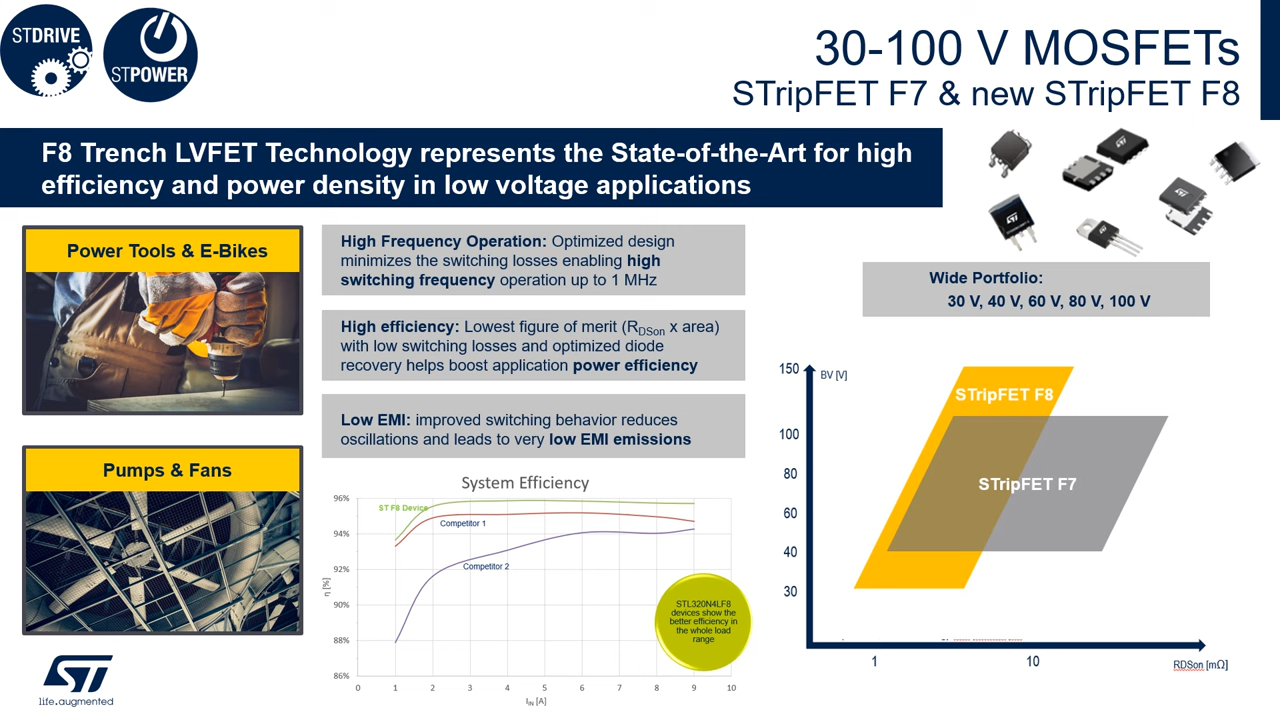 STDRIVE
STPOWER
30-100 V MOSFETs
STripFET F7 & new STripFET F8
F8 Trench LVFET Technology represents the State-of-the-Art for high
efficiency and power density in low voltage applications
Power Tools & E-Bikes
Pumps & Fans
High Frequency Operation: Optimized design
minimizes the switching losses enabling high
switching frequency operation up to 1 MHz
High efficiency: Lowest figure of merit (RDSon x area)
with low switching losses and optimized diode
recovery helps boost application power efficiency
Low EMI: improved switching behavior reduces
oscillations and leads to very low EMI emissions
System Efficiency
96%
94%
92%
90%
88%
86%
η [%]
ST F8 Device
Competitor 1
Competitor 2
STL320N4LF8
devices show the
better efficiency in
the whole load
range
0 1 2 3 4 5 6 7 8 9 10
IIN [A]
ST
ST
ST
Wide Portfolio:
30 V, 40 V, 60 V, 80 V, 100 V
BV [V]
150
100
80
60
40
30
STripFET F8
STripFET F7
1 10
RDSon [mΩ]
ST
life.augmented